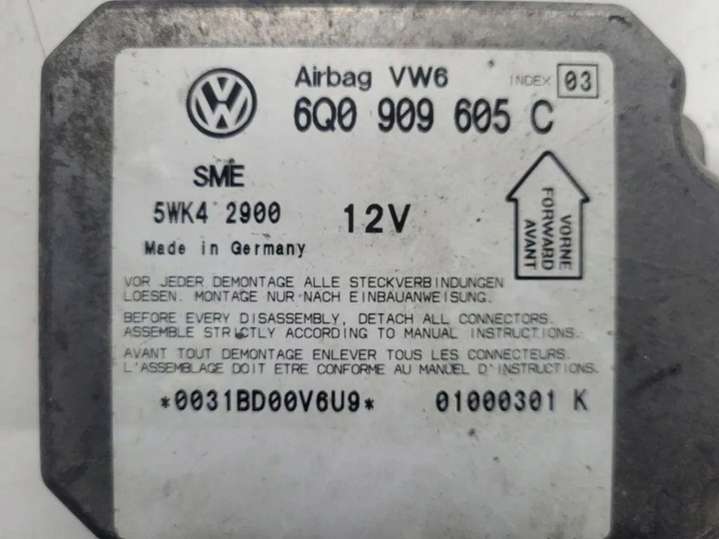 Airbag VW6 INDEX 03
6Q0 909 605 C
SME
5WK4 2900 12V
Made in Germany
VORNE
FORWARD
AVANT
VOR JEDER DEMONTAGE ALLE STECKVERBINDUNGEN
LOESEN. MONTAGE NUR NACH EINBAUANWEISUNG.
BEFORE EVERY DISASSEMBLY, DETACH ALL CONNECTORS.
ASSEMBLE STRICTLY ACCORDING TO MANUAL INSTRUCTIONS.
AVANT TOUT DEMONTAGE ENLEVER TOUS LES CONNECTEURS.
L'ASSEMBLAGE DOIT ETRE CONFORME AU MANUEL D'INSTRUCTIONS.
*0031BD00V6U9* 01000301 K